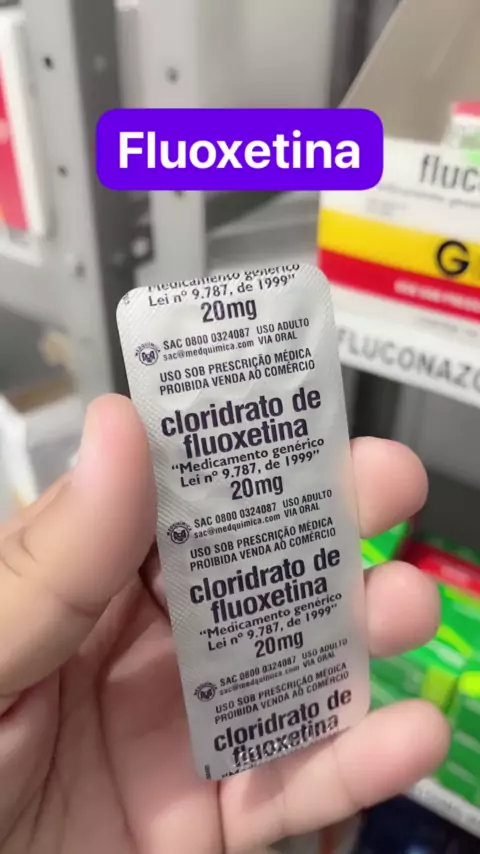 Fluoxetina
fluc
G
FLUCONAZO
"Medicamento genérico
Lei nº 9.787, de 1999"
20mg
SAC 0800 0324087 USO ADULTO
sac@medquimica.com VIA ORAL
USO SOB PRESCRIÇÃO MÉDICA
PROIBIDA VENDA AO COMÉRCIO
cloridrato de
fluoxetina
"Medicamento genérico
Lei nº 9.787, de 1999"
20mg
SAC 0800 0324087 USO ADULTO
sac@medquimica.com VIA ORAL
USO SOB PRESCRIÇÃO MÉDICA
PROIBIDA VENDA AO COMÉRCIO
cloridrato de
fluoxetina
"Medicamento genérico
Lei nº 9.787, de 1999"
20mg
SAC 0800 0324087 USO ADULTO
sac@medquimica.com VIA ORAL
USO SOB PRESCRIÇÃO MÉDICA
PROIBIDA VENDA AO COMÉRCIO
cloridrato de
fluoxetina